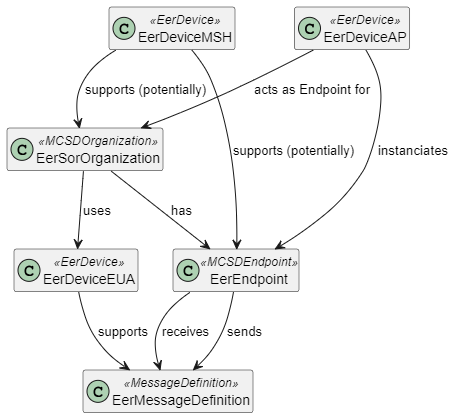 «EerDevice»
C EerDeviceMSH
«EerDevice»
C EerDeviceAP
supports (potentially)
acts as Endpoint for
«MCSDOrganization»
C EerSorOrganization
supports (potentially)
instanciates
uses
has
«EerDevice»
C EerDeviceEUA
«MCSDEndpoint»
C EerEndpoint
supports
receives
sends
«MessageDefinition»
C EerMessageDefinition